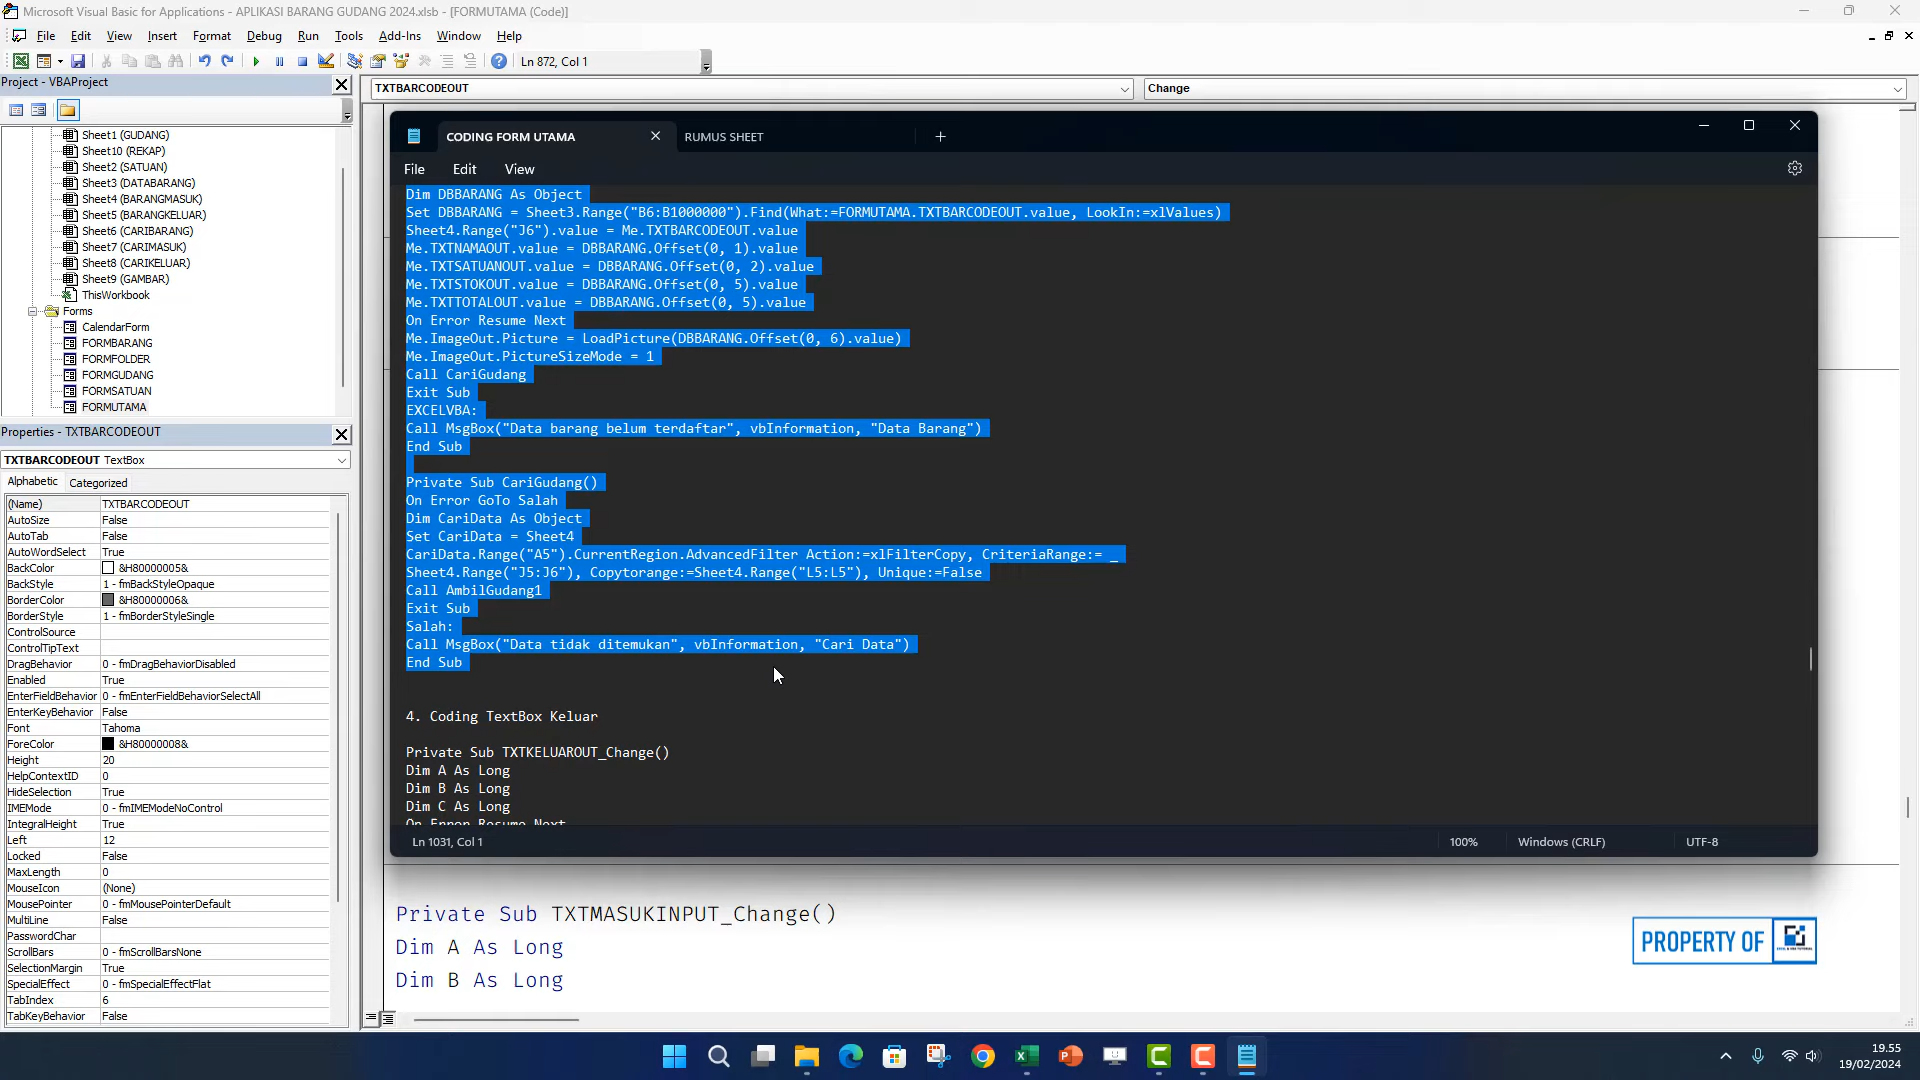 Microsoft Visual Basic for Applications - APLIKASI BARANG GUDANG 2024.xlsb - [FORMUTAMA (Code)]
File Edit View Insert Format Debug Run Tools Add-Ins Window Help
Ln 872, Col 1
Project - VBAProject
Sheet1 (GUDANG)
Sheet10 (REKAP)
Sheet2 (SATUAN)
Sheet3 (DATABARANG)
Sheet4 (BARANGMASUK)
Sheet5 (BARANGKELUAR)
Sheet6 (CARIBARANG)
Sheet7 (CARIMASUK)
Sheet8 (CARIKELUAR)
Sheet9 (GAMBAR)
ThisWorkbook
Forms
CalendarForm
FORMBARANG
FORMFOLDER
FORMGUDANG
FORMSATUAN
FORMUTAMA
Properties - TXTBARCODEOUT
TXTBARCODEOUT TextBox
Alphabetic Categorized
(Name) TXTBARCODEOUT
AutoSize False
AutoTab False
AutoWordSelect True
BackColor &H80000005&
BackStyle 1 - fmBackStyleOpaque
BorderColor &H80000006&
BorderStyle 1 - fmBorderStyleSingle
ControlSource
ControlTipText
DragBehavior 0 - fmDragBehaviorDisabled
Enabled True
EnterFieldBehavior 0 - fmEnterFieldBehaviorSelectAll
EnterKeyBehavior False
Font Tahoma
ForeColor &H80000008&
Height 20
HelpContextID 0
HideSelection True
IMEMode 0 - fmIMEModeNoControl
IntegralHeight True
Left 12
Locked False
MaxLength 0
MouseIcon (None)
MousePointer 0 - fmMousePointerDefault
MultiLine False
PasswordChar
ScrollBars 0 - fmScrollBarsNone
SelectionMargin True
SpecialEffect 0 - fmSpecialEffectFlat
TabIndex 6
TabKeyBehavior False
TXTBARCODEOUT Change
CODING FORM UTAMA RUMUS SHEET
File Edit View
Dim DBBARANG As Object
Set DBBARANG = Sheet3.Range("B6:B1000000").Find(What:=FORMUTAMA.TXTBARCODEOUT.value, LookIn:=xlValues)
Sheet4.Range("J6").value = Me.TXTBARCODEOUT.value
Me.TXTNAMAOUT.value = DBBARANG.Offset(0, 1).value
Me.TXTSATUANOUT.value = DBBARANG.Offset(0, 2).value
Me.TXTSTOKOUT.value = DBBARANG.Offset(0, 5).value
Me.TXTTOTALOUT.value = DBBARANG.Offset(0, 5).value
On Error Resume Next
Me.ImageOut.Picture = LoadPicture(DBBARANG.Offset(0, 6).value)
Me.ImageOut.PictureSizeMode = 1
Call CariGudang
Exit Sub
EXCELVBA:
Call MsgBox("Data barang belum terdaftar", vbInformation, "Data Barang")
End Sub
Private Sub CariGudang()
On Error GoTo Salah
Dim CariData As Object
Set CariData = Sheet4
CariData.Range("A5").CurrentRegion.AdvancedFilter Action:=xlFilterCopy, CriteriaRange:= _
Sheet4.Range("J5:J6"), Copytorange:=Sheet4.Range("L5:L5"), Unique:=False
Call AmbilGudang1
Exit Sub
Salah:
Call MsgBox("Data tidak ditemukan", vbInformation, "Cari Data")
End Sub
4. Coding TextBox Keluar
Private Sub TXTKELUAROUT_Change()
Dim A As Long
Dim B As Long
Dim C As Long
On Error Resume Next
Ln 1031, Col 1 100% Windows (CRLF) UTF-8
Private Sub TXTMASUKINPUT_Change()
Dim A As Long
Dim B As Long
PROPERTY OF
19.55
19/02/2024